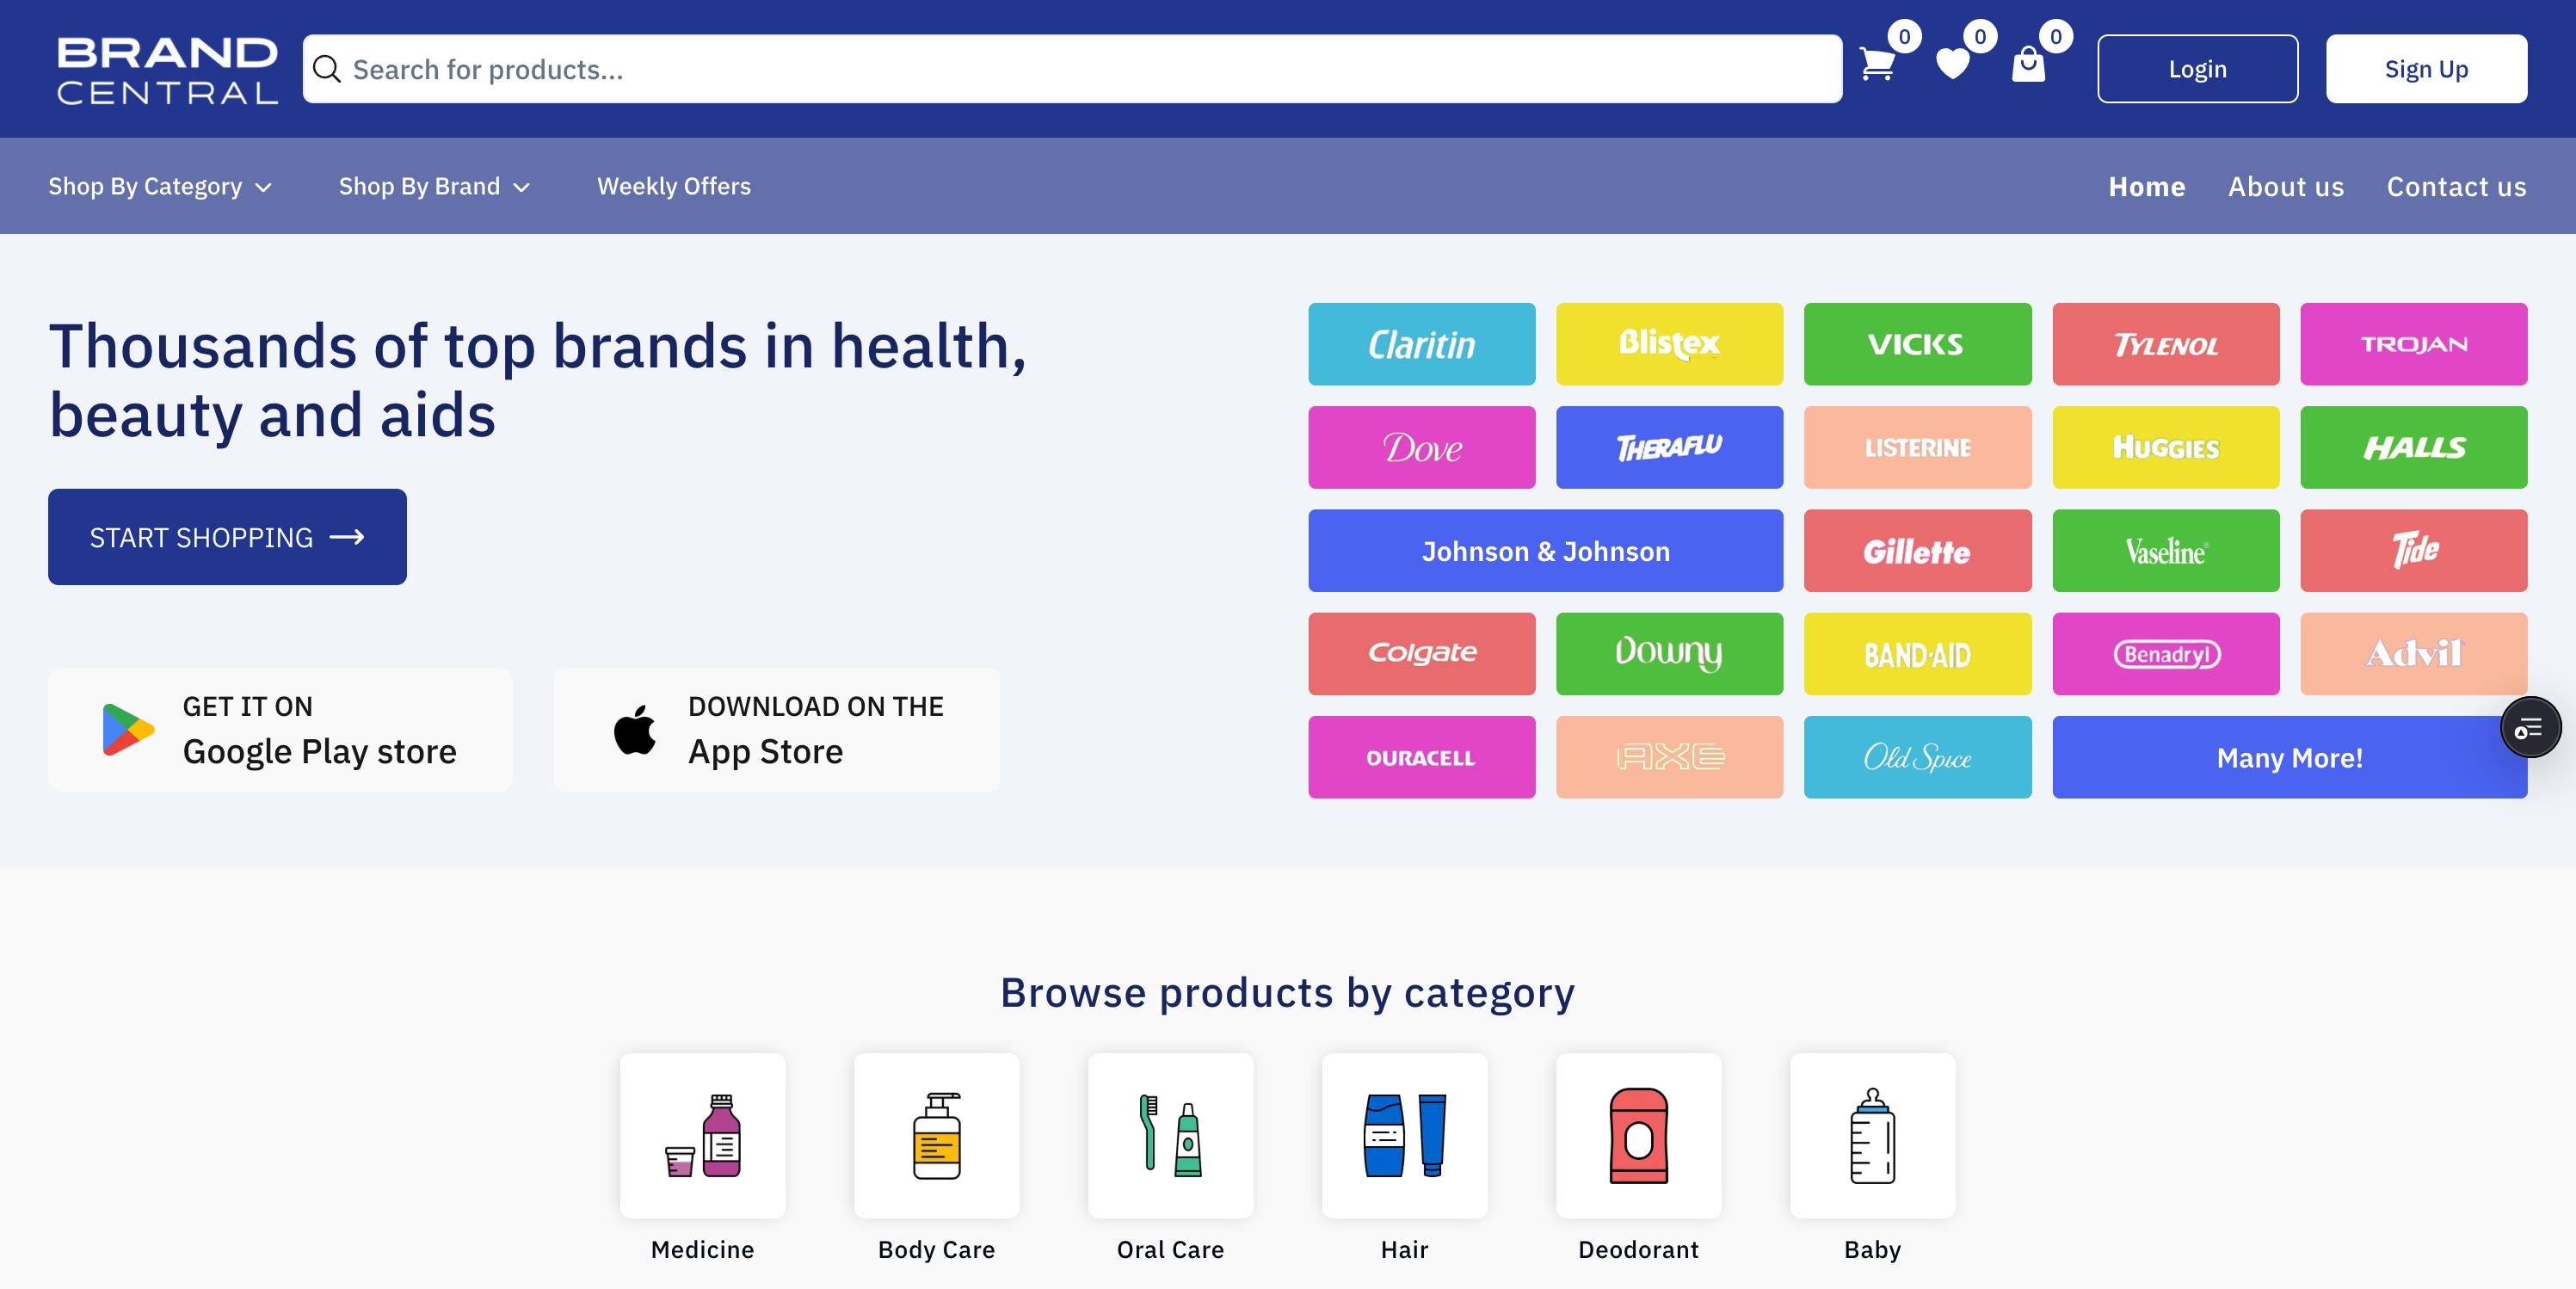 BRAND
CENTRAL
Search for products...
0
0
0
Login
Sign Up
Shop By Category
Shop By Brand
Weekly Offers
Home
About us
Contact us
Thousands of top brands in health,
beauty and aids
START SHOPPING
GET IT ON
Google Play store
DOWNLOAD ON THE
App Store
Claritin
Blistex
VICKS
TYLENOL
TROJAN
Dove
THERAFLU
LISTERINE
HUGGIES
HALLS
Johnson & Johnson
Gillette
Vaseline®
Tide
Colgate
Downy
BAND-AID
Benadryl
Advil
DURACELL
AXE
Old Spice
Many More!
Browse products by category
Medicine
Body Care
Oral Care
Hair
Deodorant
Baby